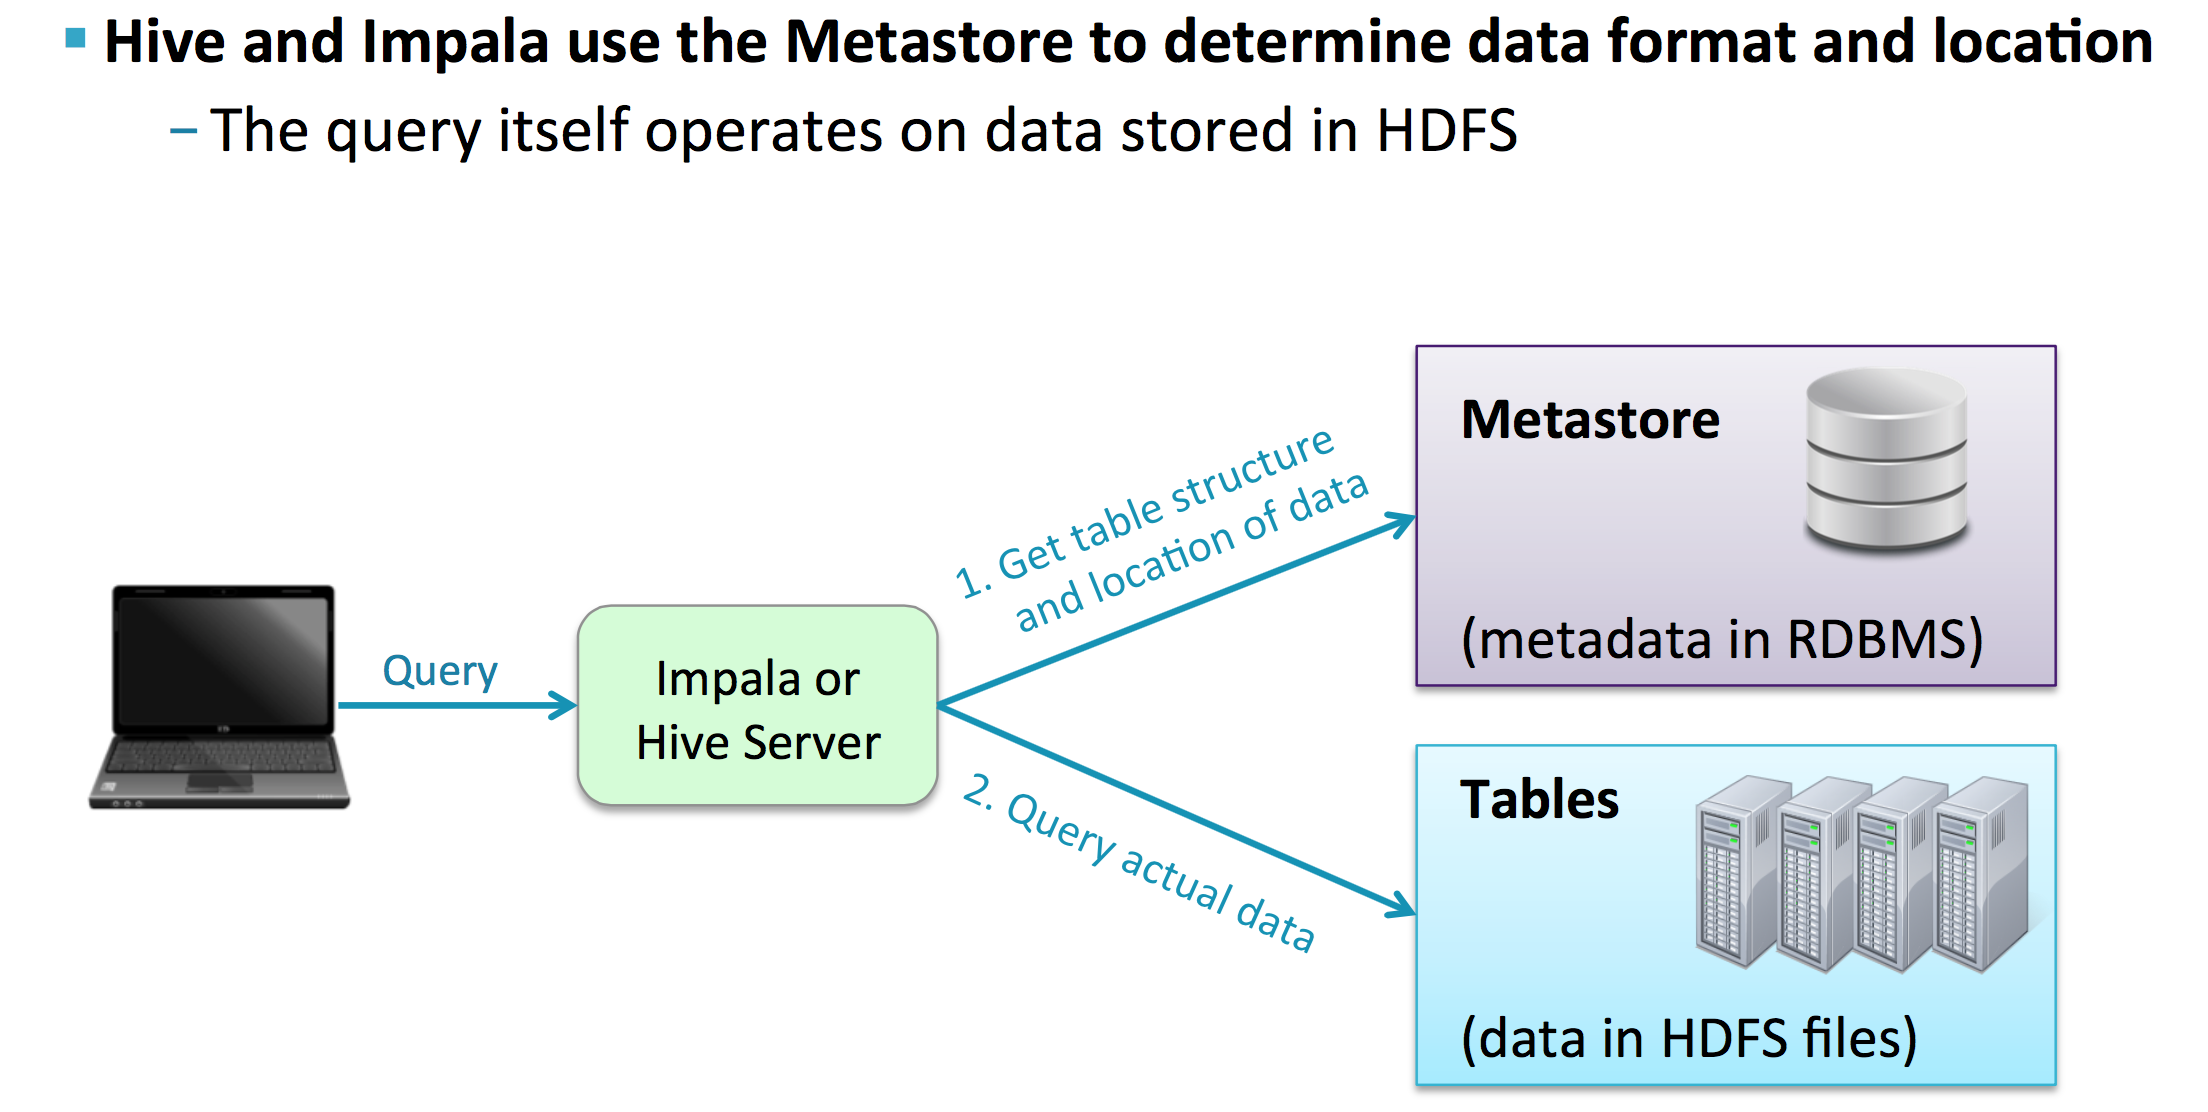 ▪ Hive and Impala use the Metastore to determine data format and location
– The query itself operates on data stored in HDFS
Metastore
1. Get table structure
and location of data
(metadata in RDBMS)
Query
Impala or
Hive Server
2. Query actual data
Tables
(data in HDFS files)